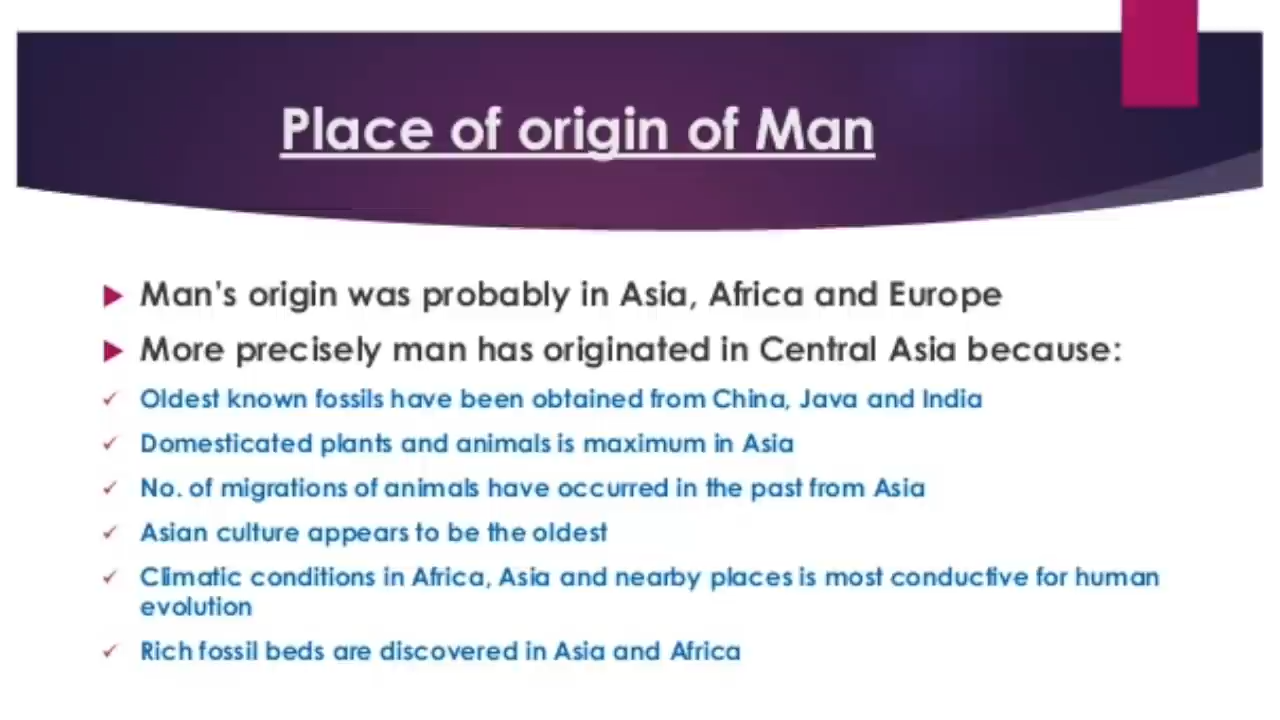 Place of origin of Man
Man's origin was probably in Asia, Africa and Europe
More precisely man has originated in Central Asia because:
Oldest known fossils have been obtained from China, Java and India
Domesticated plants and animals is maximum in Asia
No. of migrations of animals have occurred in the past from Asia
Asian culture appears to be the oldest
Climatic conditions in Africa, Asia and nearby places is most conductive for human
evolution
Rich fossil beds are discovered in Asia and Africa